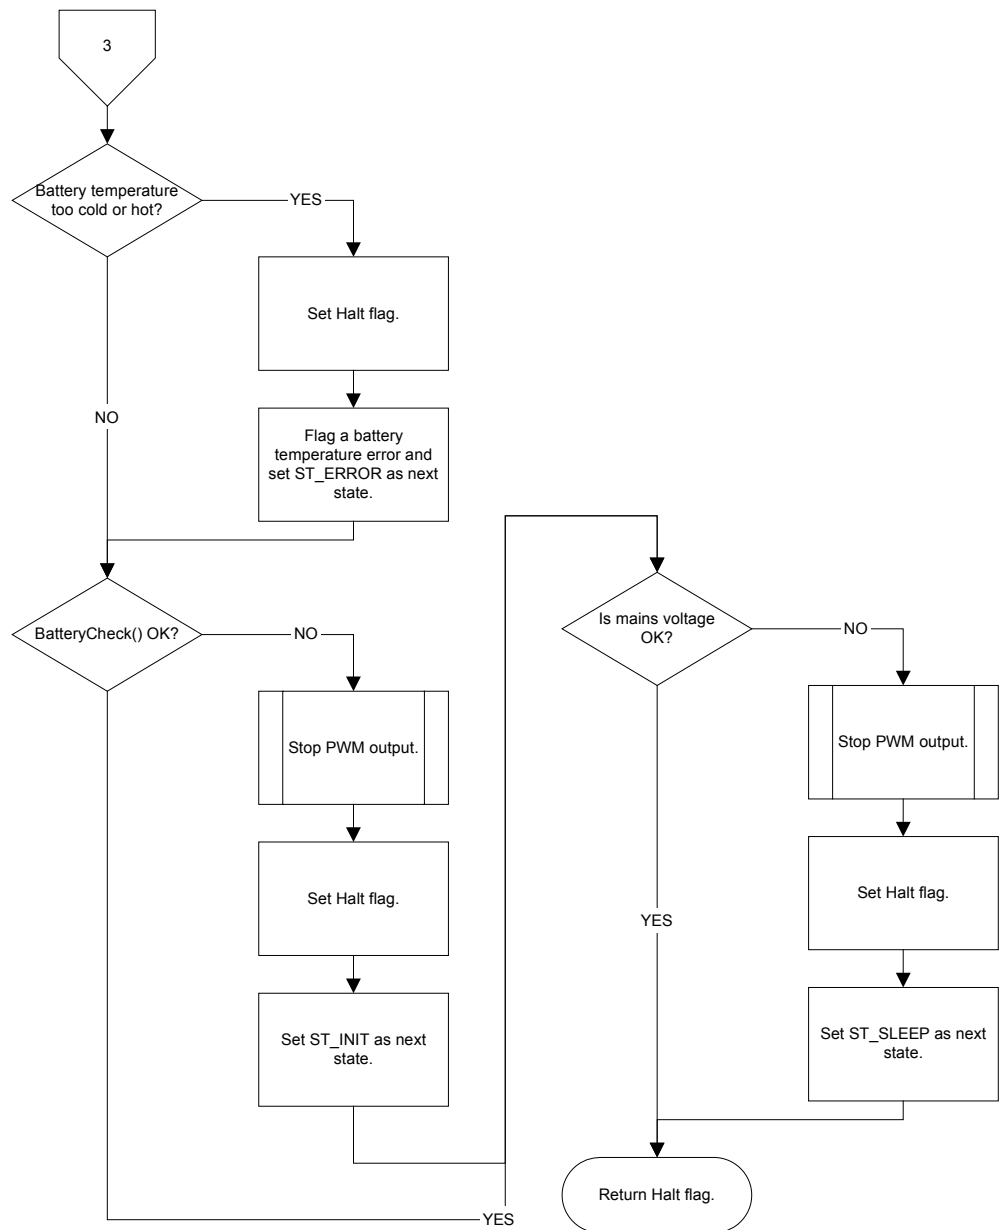 3
Battery temperature
too cold or hot?
YES
Set Halt flag.
NO
Flag a battery
temperature error and
set ST_ERROR as next
state.
BatteryCheck() OK?
NO
Stop PWM output.
Set Halt flag.
Set ST_INIT as next
state.
YES
Is mains voltage
OK?
NO
Stop PWM output.
Set Halt flag.
YES
Set ST_SLEEP as next
state.
Return Halt flag.